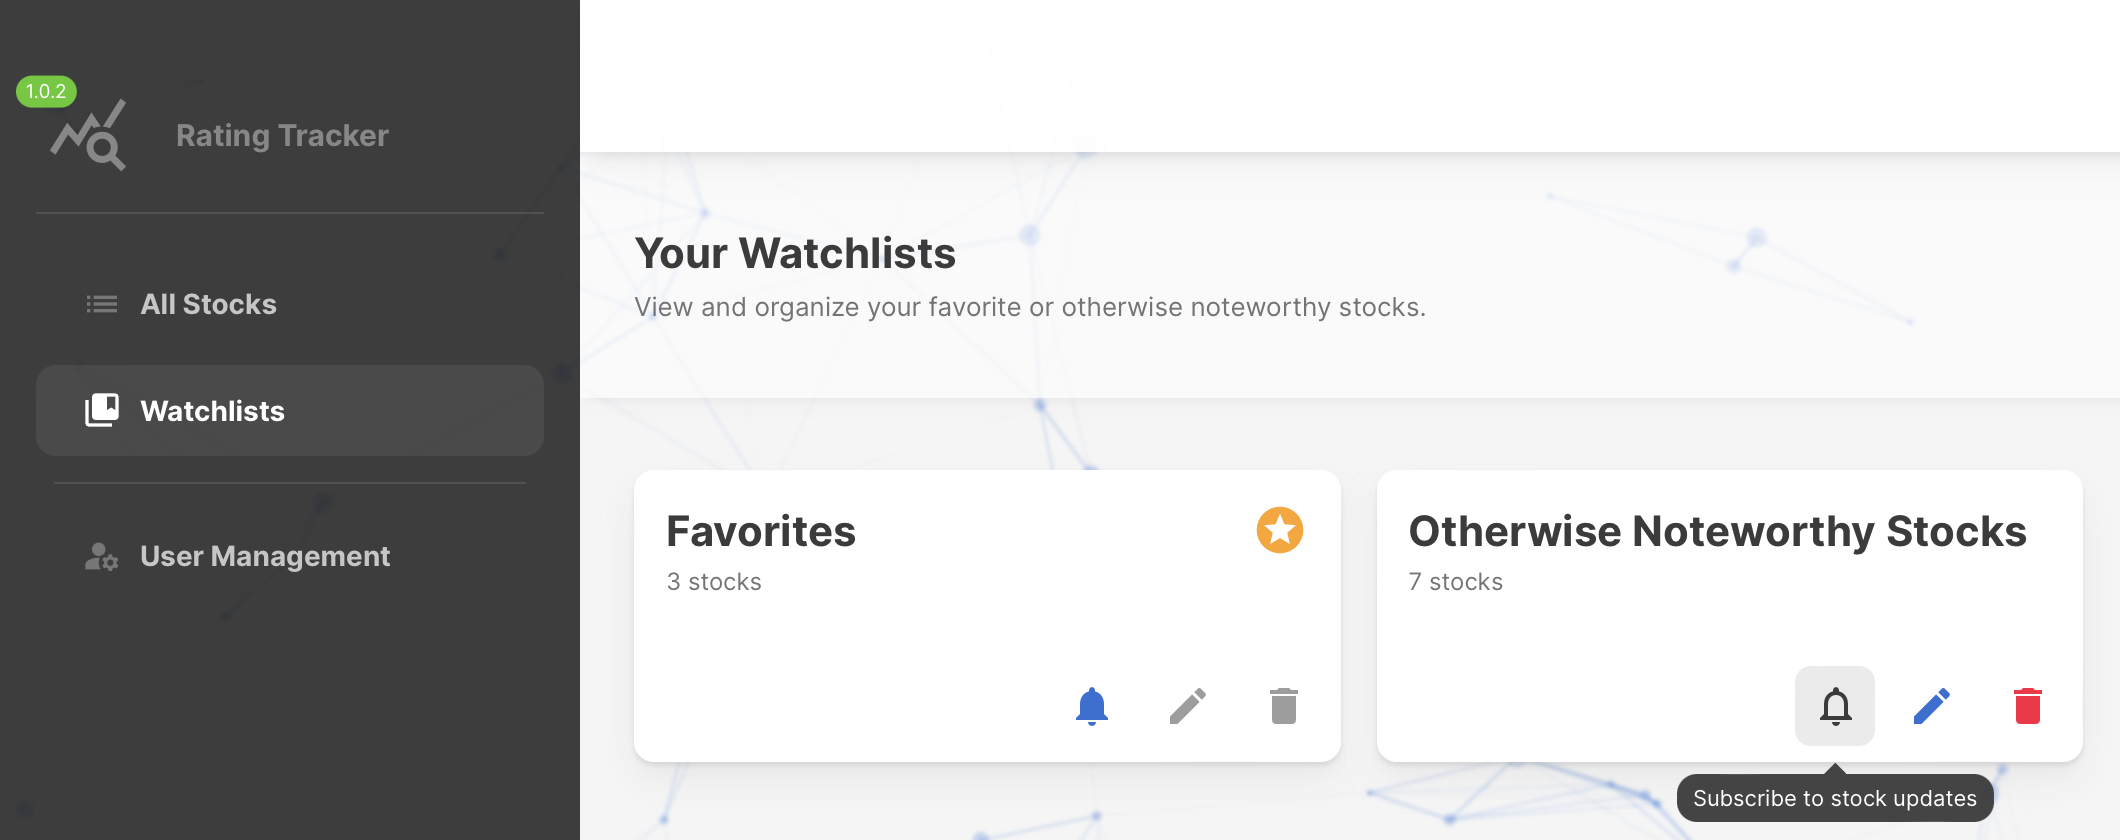 1.0.2
Rating Tracker
All Stocks
Watchlists
User Management
Your Watchlists
View and organize your favorite or otherwise noteworthy stocks.
Favorites
3 stocks
Otherwise Noteworthy Stocks
7 stocks
Subscribe to stock updates